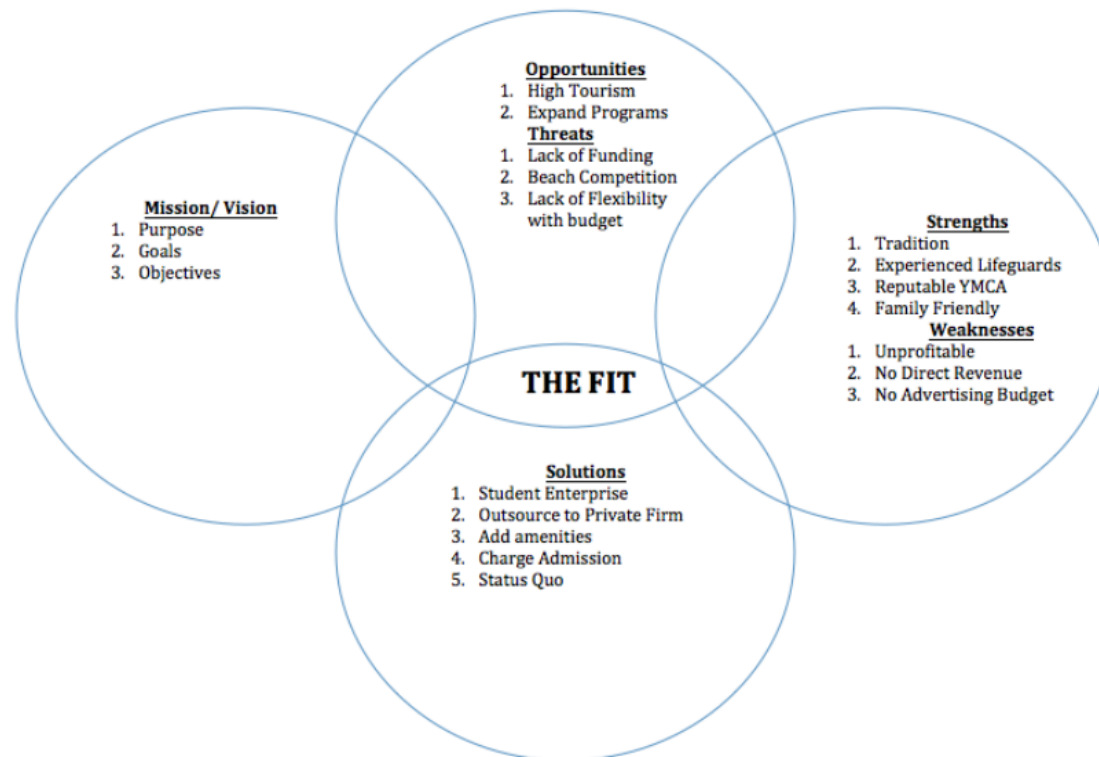 Opportunities
1. High Tourism
2. Expand Programs
Threats
1. Lack of Funding
2. Beach Competition
3. Lack of Flexibility
with budget
Mission/ Vision
1. Purpose
2. Goals
3. Objectives
Strengths
1. Tradition
2. Experienced Lifeguards
3. Reputable YMCA
4. Family Friendly
Weaknesses
1. Unprofitable
2. No Direct Revenue
3. No Advertising Budget
THE FIT
Solutions
1. Student Enterprise
2. Outsource to Private Firm
3. Add amenities
4. Charge Admission
5. Status Quo